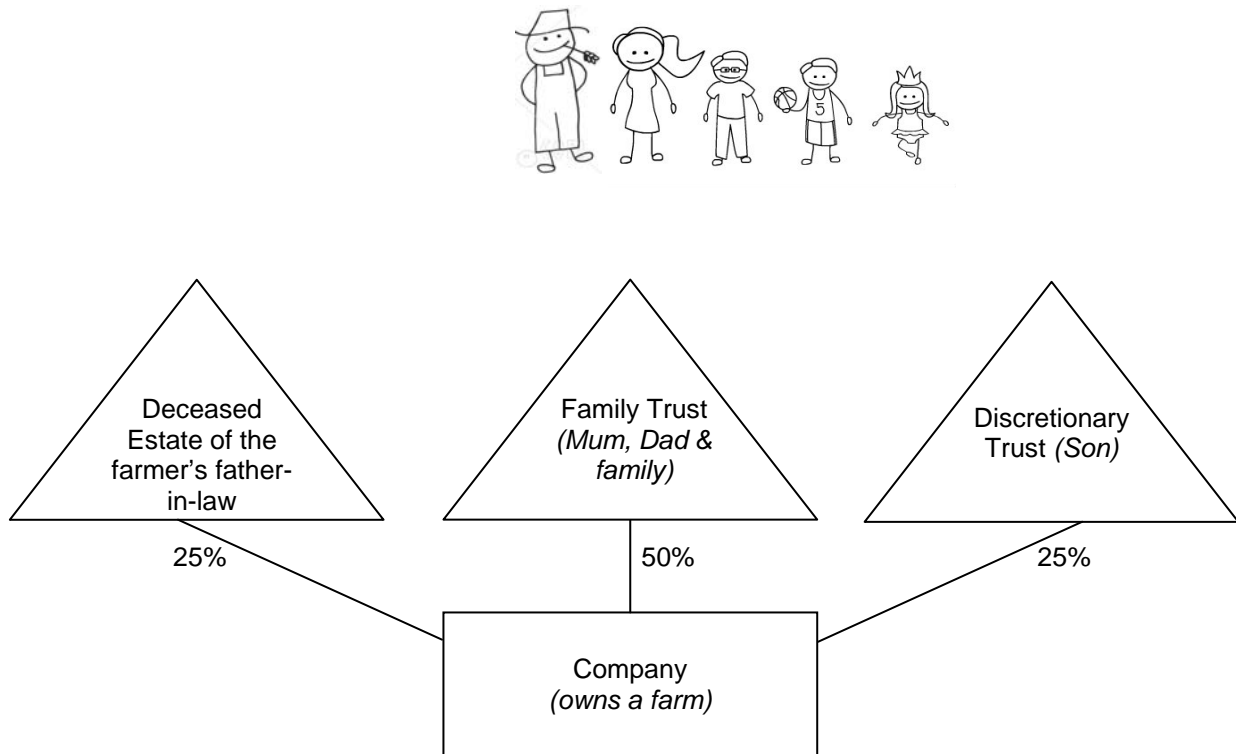 5
Deceased
Estate of the
farmer's father-
in-law
Family Trust
(Mum, Dad &
family)
Discretionary
Trust (Son)
25%
50%
25%
Company
(owns a farm)